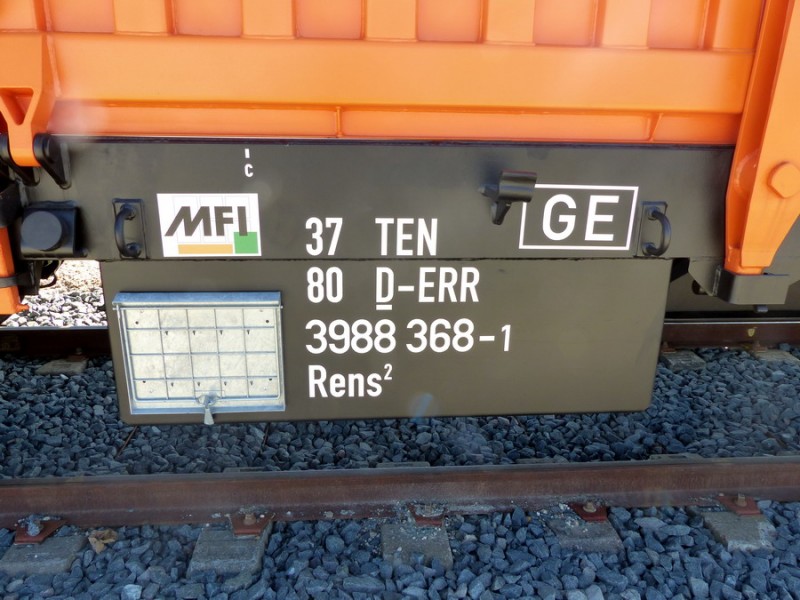 C
MFI
GE
37 TEN
80 D-ERR
3988 368-1
Rens²